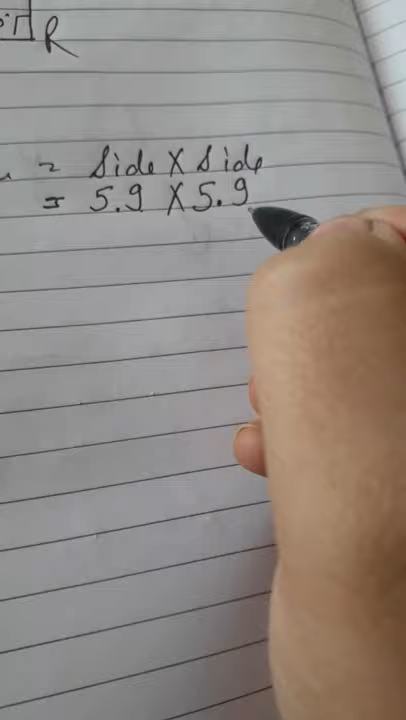 R
= Side X Side
= 5.9 X 5.9